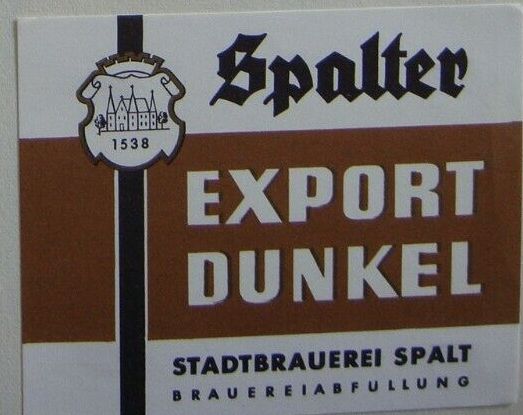 Spalter
1538
EXPORT
DUNKEL
STADTBRAUEREI SPALT
BRAUEREIABFULLUNG